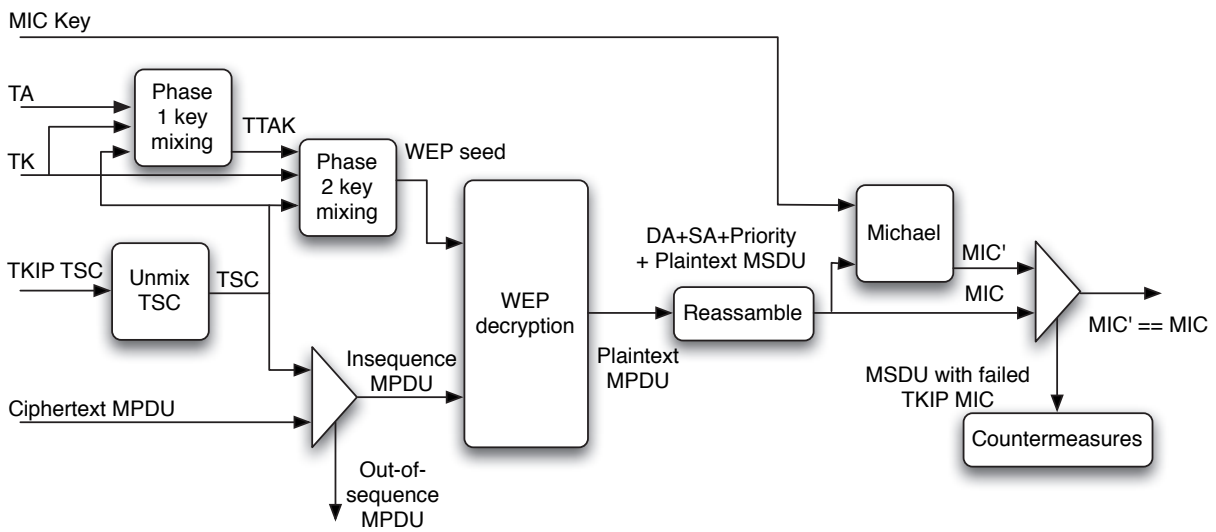 MIC Key
TA
Phase
1 key
mixing
TTAK
TK
Phase
2 key
mixing
WEP seed
TKIP TSC
Unmix
TSC
TSC
WEP
decryption
DA+SA+Priority
+ Plaintext MSDU
Michael
MIC'
MIC
Reassamble
MIC' == MIC
Insequence
MPDU
Plaintext
MPDU
MSDU with failed
TKIP MIC
Ciphertext MPDU
Countermeasures
Out-of-
sequence
MPDU